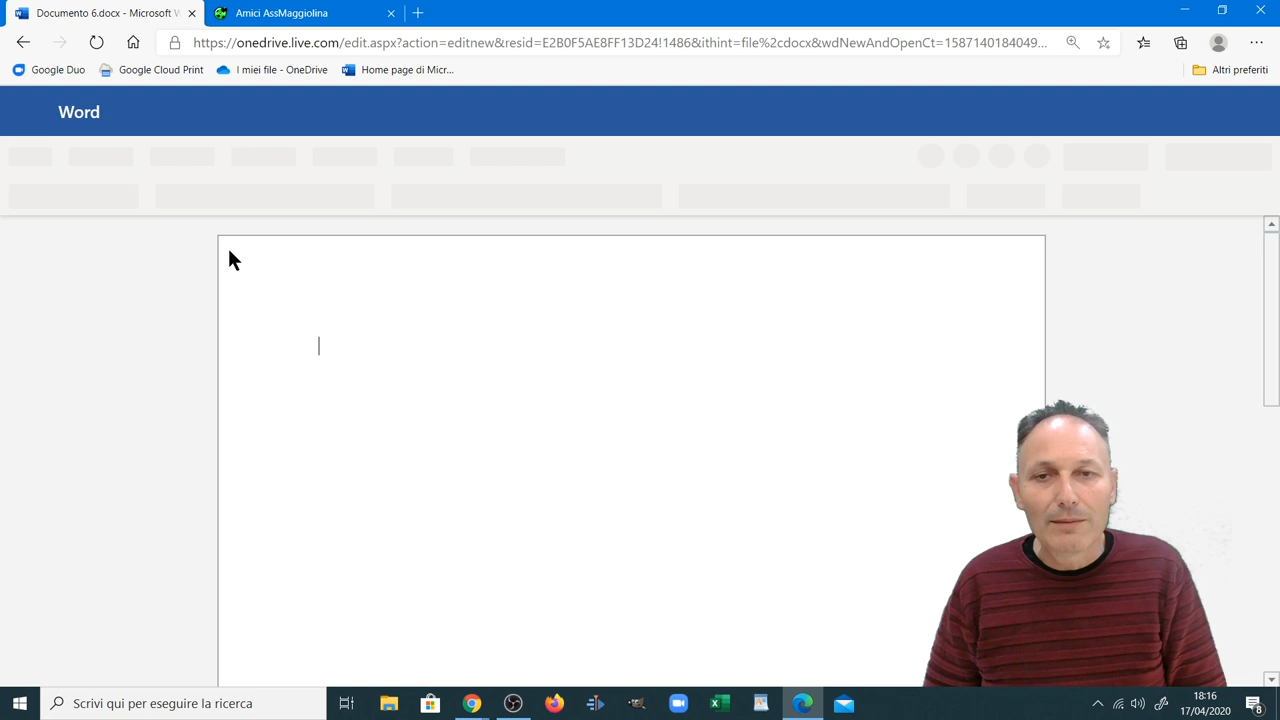 Documento 6.docx - Microsoft W
Amici AssMaggiolina
https://onedrive.live.com/edit.aspx?action=editnew&resid=E2B0F5AE8FF13D24!1486&ithint=file%2cdocx&wdNewAndOpenCt=1587140184049...
Google Duo
Google Cloud Print
I miei file - OneDrive
Home page di Micr...
Altri preferiti
Word
Scrivi qui per eseguire la ricerca
18:16
17/04/2020
8